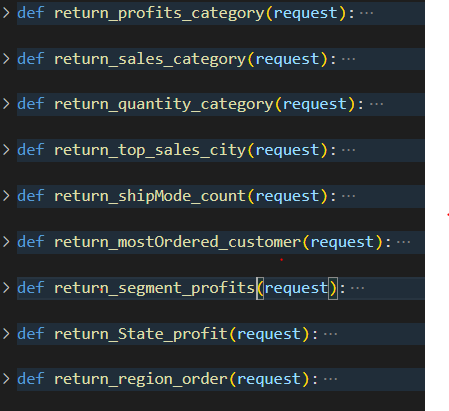 def return_profits_category(request):···
def return_sales_category(request):···
def return_quantity_category(request):···
def return_top_sales_city(request):···
def return_shipMode_count(request):···
def return_mostOrdered_customer(request):···
def return_segment_profits(request):···
def return_State_profit(request):···
def return_region_order(request):···